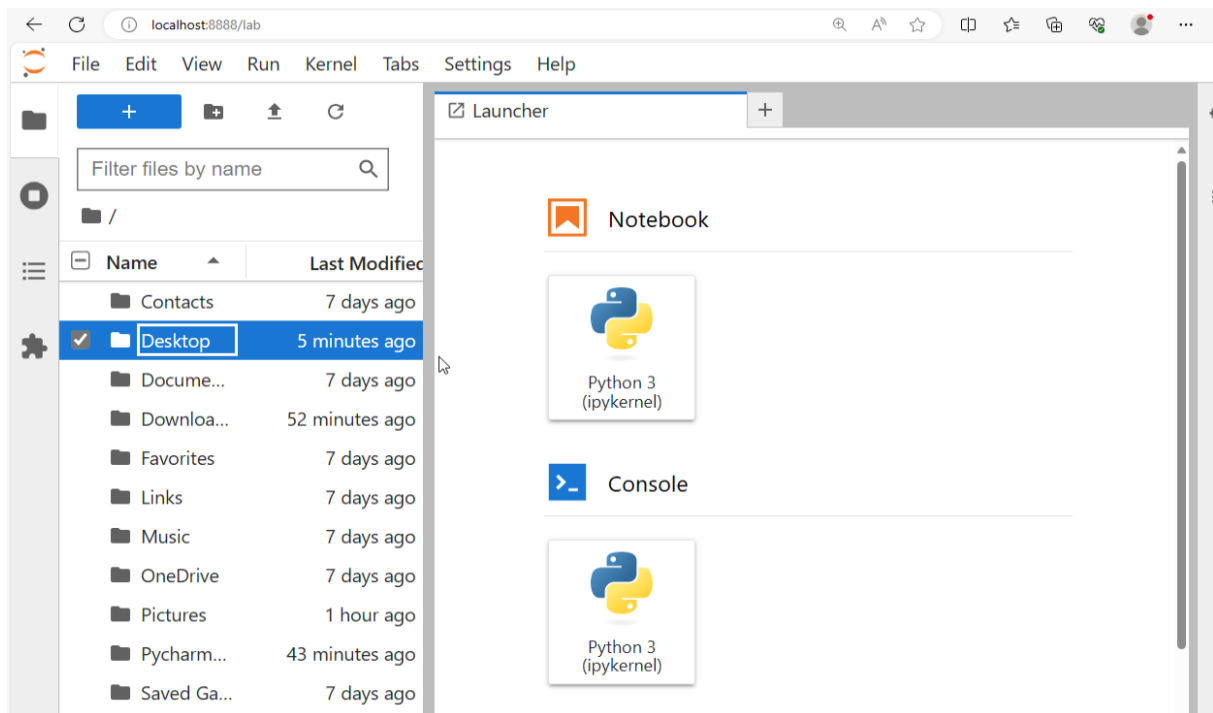 localhost:8888/lab
File Edit View Run Kernel Tabs Settings Help
Launcher
Filter files by name
/
Name Last Modified
Contacts 7 days ago
Desktop 5 minutes ago
Docume... 7 days ago
Downloa... 52 minutes ago
Favorites 7 days ago
Links 7 days ago
Music 7 days ago
OneDrive 7 days ago
Pictures 1 hour ago
Pycharm... 43 minutes ago
Saved Ga... 7 days ago
Notebook
Python 3
(ipykernel)
Console
Python 3
(ipykernel)